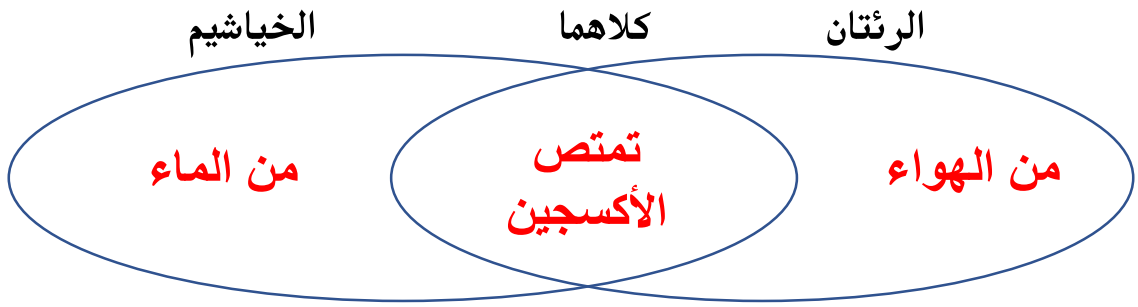 الرئتان
كلاهما
الخياشيم
من الهواء
تمتص
الأكسجين
من الماء